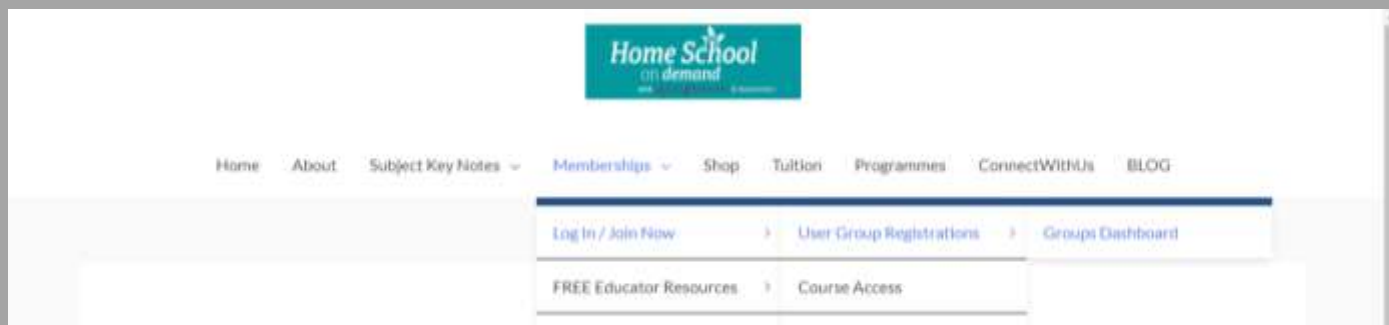 Home School
on demand
Home About Subject Key Notes Memberships Shop Tuition Programmes ConnectWithUs BLOG
Log In / Join Now User Group Registrations Groups Dashboard
FREE Educator Resources Course Access